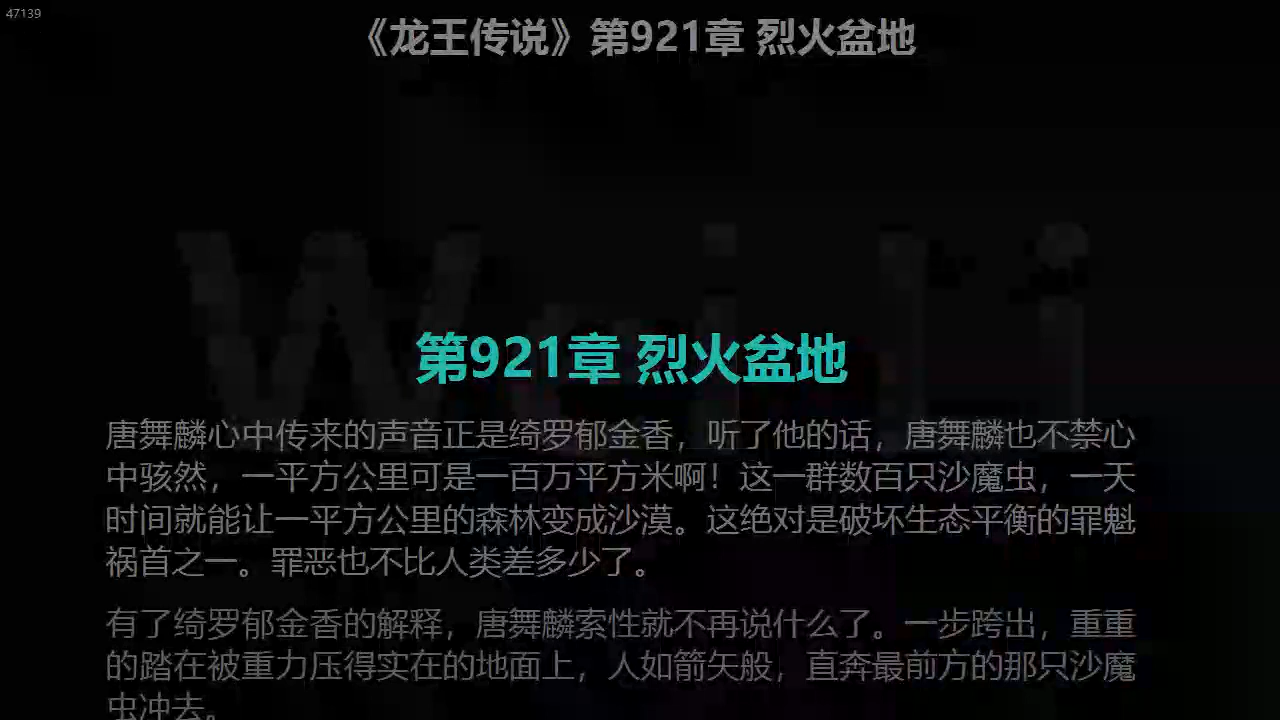 47139
《龙王传说》第921章 烈火盆地
第921章 烈火盆地
唐舞麟心中传来的声音正是绮罗郁金香，听了他的话，唐舞麟也不禁心
中骇然，一平方公里可是一百万平方米啊！这一群数百只沙魔虫，一天
时间就能让一平方公里的森林变成沙漠。这绝对是破坏生态平衡的罪魁
祸首之一。罪恶也不比人类差多少了。
有了绮罗郁金香的解释，唐舞麟索性就不再说什么了。一步跨出，重重
的踏在被重力压得实在的地面上，人如箭矢般，直奔最前方的那只沙魔
虫冲去。